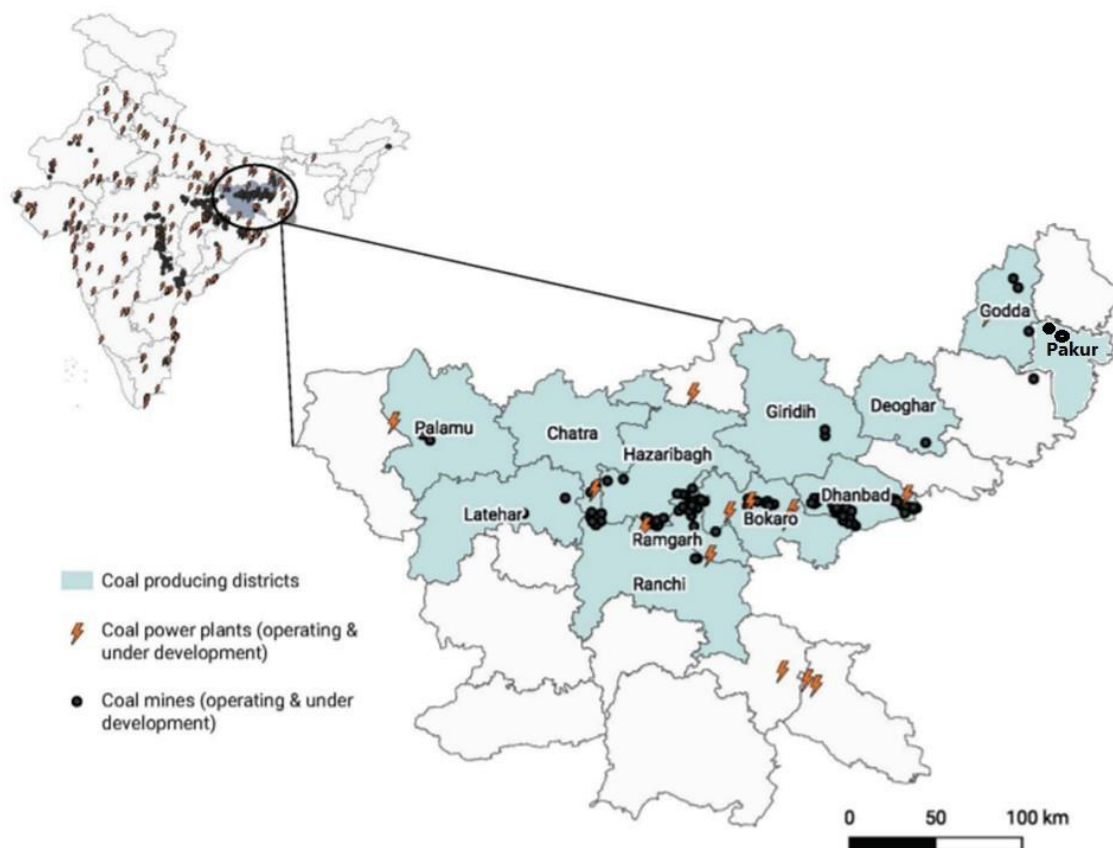 Godda
Pakur
Giridih
Deoghar
Palamu
Chatra
Hazaribagh
Latehar
Dhanbad
Bokaro
Ramgarh
Ranchi
Coal producing districts
Coal power plants (operating &
under development)
Coal mines (operating & under
development)
0 50 100 km